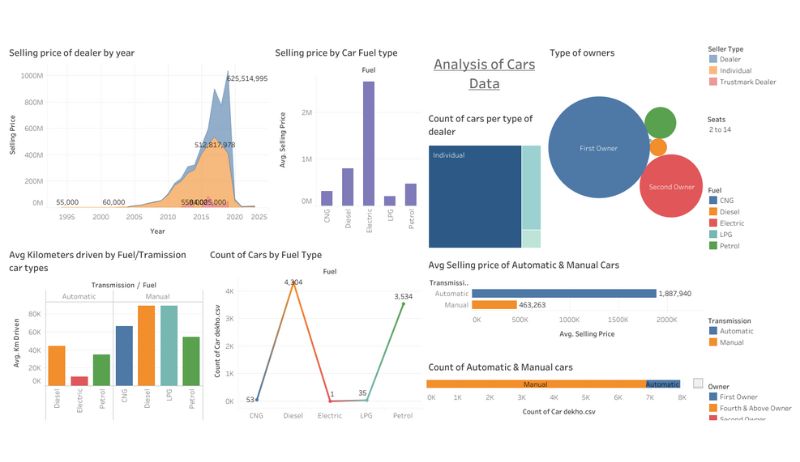 Selling price of dealer by year
Selling Price
1000M
800M
600M
400M
200M
0M
625,514,995
512,817,978
55,000
60,000
1995
2000
2005
2010
2015
2020
2025
Year
Selling price by Car Fuel type
Fuel
Avg. Selling Price
2M
1M
0M
CNG
Diesel
Electric
LPG
Petrol
Analysis of Cars
Data
Count of cars per type of
dealer
Individual
Type of owners
First Owner
Second Owner
Seller Type
Dealer
Individual
Trustmark Dealer
Seats
2 to 14
Fuel
CNG
Diesel
Electric
LPG
Petrol
Avg Kilometers driven by Fuel/Tramission
car types
Transmission / Fuel
Automatic
Manual
Avg. Km Driven
80K
60K
40K
20K
0K
Diesel
Electric
Petrol
CNG
Diesel
LPG
Petrol
Count of Cars by Fuel Type
Fuel
Count of Car dekho.csv
4K
3K
2K
1K
0K
53
4,304
1
35
3,534
CNG
Diesel
Electric
LPG
Petrol
Avg Selling price of Automatic & Manual Cars
Transmissi..
Automatic
1,887,940
Manual
463,263
0K
500K
1000K
1500K
2000K
Avg. Selling Price
Transmission
Automatic
Manual
Count of Automatic & Manual cars
Manual
Automatic
0K
1K
2K
3K
4K
5K
6K
7K
8K
Count of Car dekho.csv
Owner
First Owner
Fourth & Above Owner
Second Owner